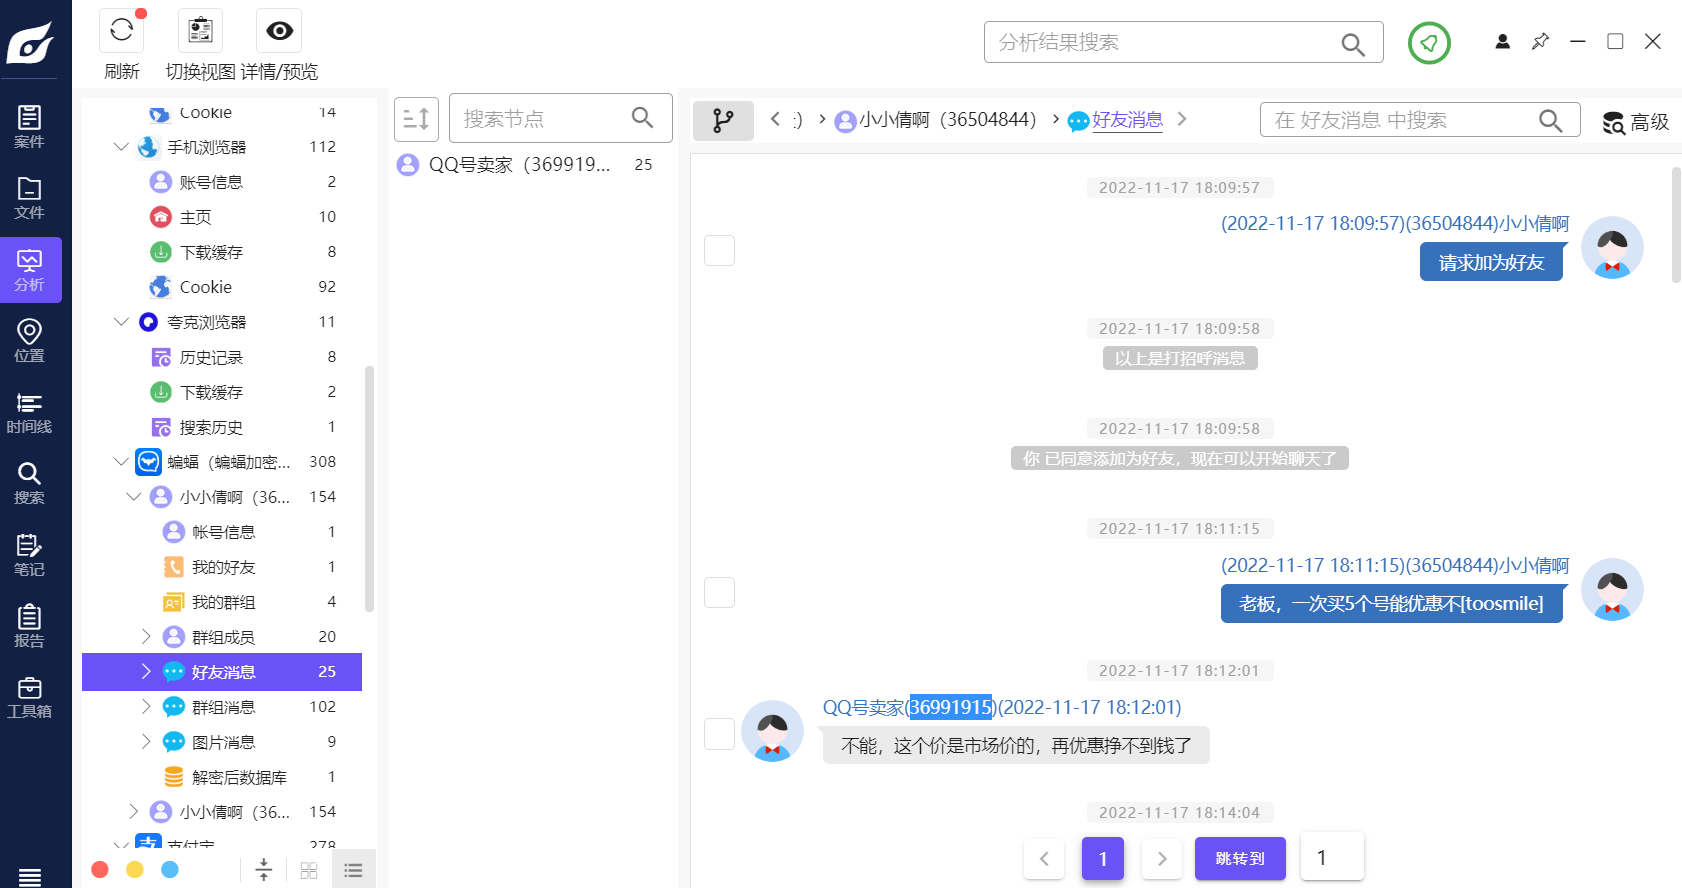 刷新
切换视图
详情/预览
分析结果搜索
案件
文件
分析
位置
时间线
搜索
笔记
报告
工具箱
Cookie 14
手机浏览器 112
账号信息 2
主页 10
下载缓存 8
Cookie 92
夸克浏览器 11
历史记录 8
下载缓存 2
搜索历史 1
蝙蝠（蝙蝠加密... 308
小小倩啊（36... 154
帐号信息 1
我的好友 1
我的群组 4
群组成员 20
好友消息 25
群组消息 102
图片消息 9
解密后数据库 1
小小倩啊（36... 154
支付宝 278
搜索节点
QQ号卖家（369919... 25
小小倩啊（36504844） 好友消息
在 好友消息 中搜索
高级
2022-11-17 18:09:57
(2022-11-17 18:09:57)(36504844)小小倩啊
请求加为好友
2022-11-17 18:09:58
以上是打招呼消息
2022-11-17 18:09:58
你 已同意添加为好友，现在可以开始聊天了
2022-11-17 18:11:15
(2022-11-17 18:11:15)(36504844)小小倩啊
老板，一次买5个号能优惠不[toosmile]
2022-11-17 18:12:01
QQ号卖家(36991915)(2022-11-17 18:12:01)
不能，这个价是市场价的，再优惠挣不到钱了
2022-11-17 18:14:04
1
跳转到
1